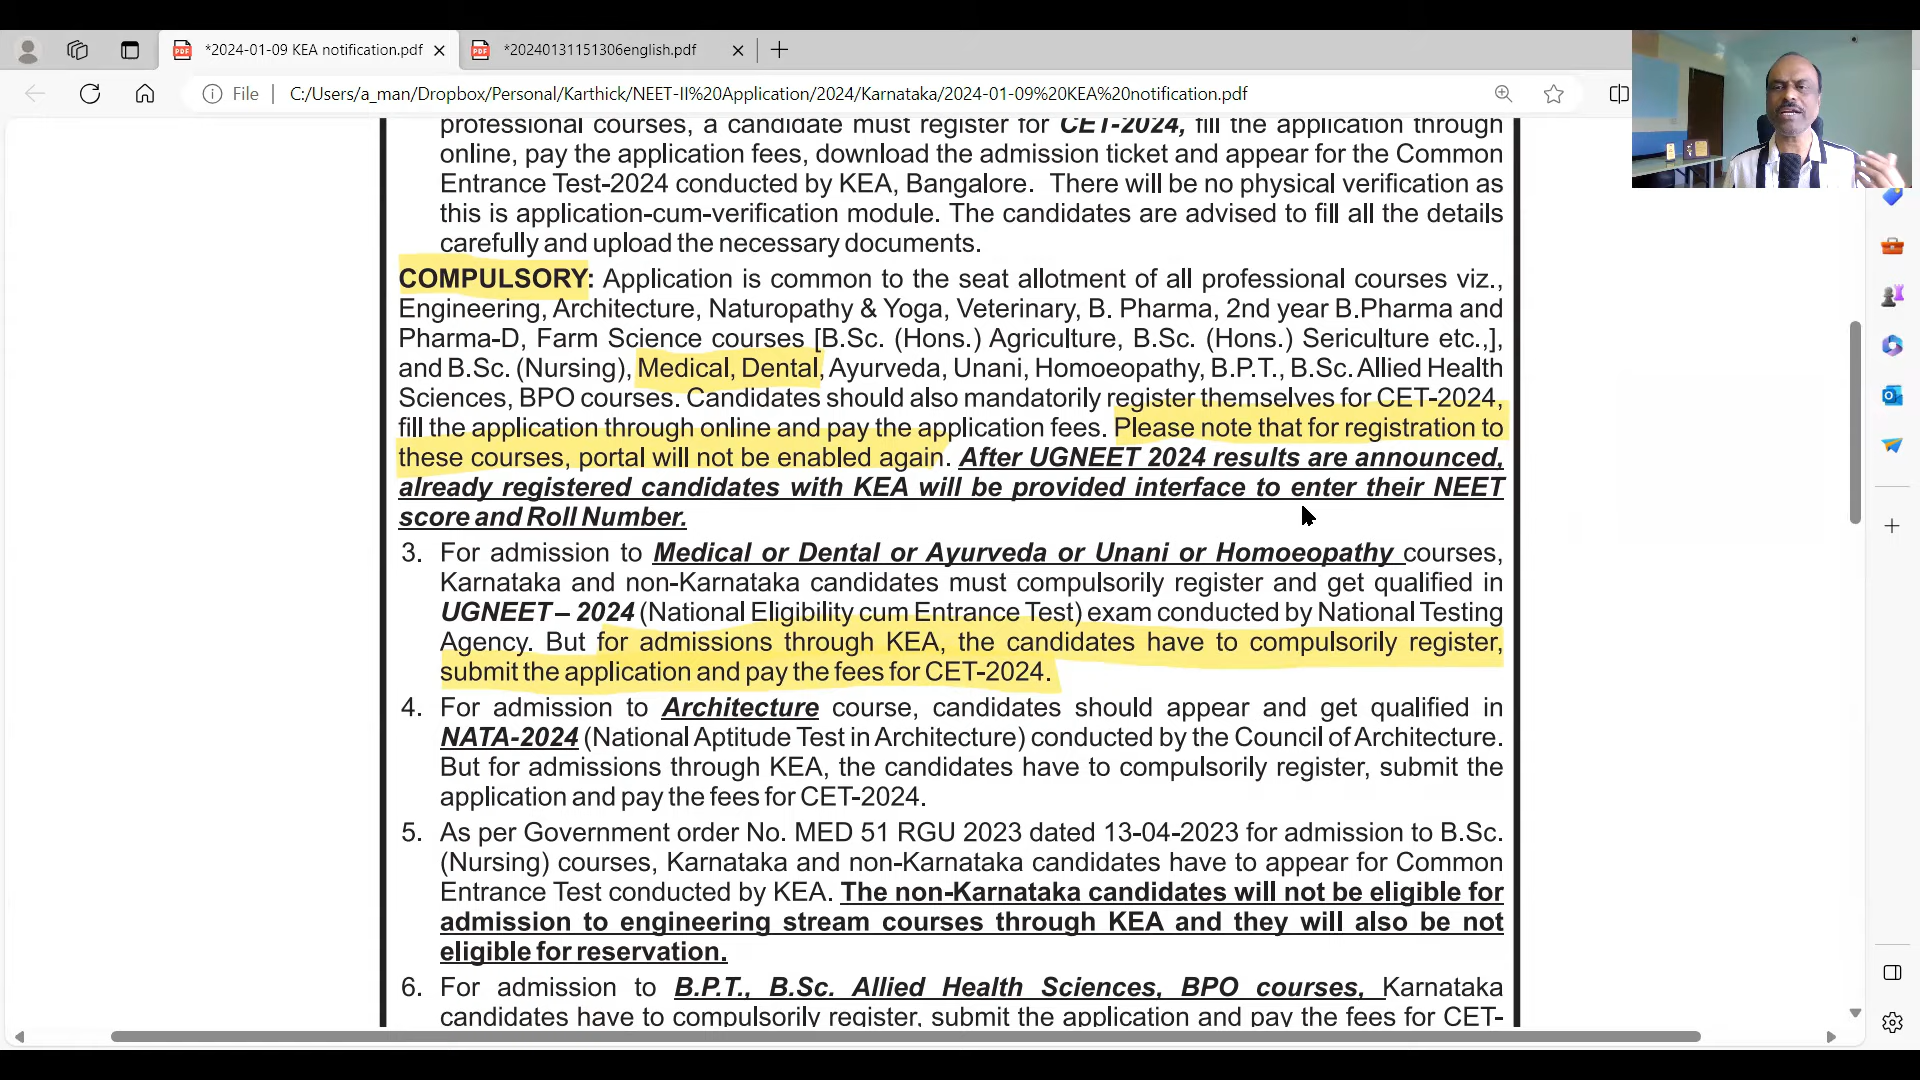 *2024-01-09 KEA notification.pdf
*20240131151306english.pdf
File
C:/Users/a_man/Dropbox/Personal/Karthick/NEET-II%20Application/2024/Karnataka/2024-01-09%20KEA%20notification.pdf
professional courses, a candidate must register for CET-2024, fill the application through
online, pay the application fees, download the admission ticket and appear for the Common
Entrance Test-2024 conducted by KEA, Bangalore. There will be no physical verification as
this is application-cum-verification module. The candidates are advised to fill all the details
carefully and upload the necessary documents.
COMPULSORY: Application is common to the seat allotment of all professional courses viz.,
Engineering, Architecture, Naturopathy & Yoga, Veterinary, B. Pharma, 2nd year B.Pharma and
Pharma-D, Farm Science courses [B.Sc. (Hons.) Agriculture, B.Sc. (Hons.) Sericulture etc.,],
and B.Sc. (Nursing), Medical, Dental, Ayurveda, Unani, Homoeopathy, B.P.T., B.Sc. Allied Health
Sciences, BPO courses. Candidates should also mandatorily register themselves for CET-2024,
fill the application through online and pay the application fees. Please note that for registration to
these courses, portal will not be enabled again. After UGNEET 2024 results are announced,
already registered candidates with KEA will be provided interface to enter their NEET
score and Roll Number.
3. For admission to Medical or Dental or Ayurveda or Unani or Homoeopathy courses,
Karnataka and non-Karnataka candidates must compulsorily register and get qualified in
UGNEET – 2024 (National Eligibility cum Entrance Test) exam conducted by National Testing
Agency. But for admissions through KEA, the candidates have to compulsorily register,
submit the application and pay the fees for CET-2024.
4. For admission to Architecture course, candidates should appear and get qualified in
NATA-2024 (National Aptitude Test in Architecture) conducted by the Council of Architecture.
But for admissions through KEA, the candidates have to compulsorily register, submit the
application and pay the fees for CET-2024.
5. As per Government order No. MED 51 RGU 2023 dated 13-04-2023 for admission to B.Sc.
(Nursing) courses, Karnataka and non-Karnataka candidates have to appear for Common
Entrance Test conducted by KEA. The non-Karnataka candidates will not be eligible for
admission to engineering stream courses through KEA and they will also be not
eligible for reservation.
6. For admission to B.P.T., B.Sc. Allied Health Sciences, BPO courses, Karnataka
candidates have to compulsorily register, submit the application and pay the fees for CET-